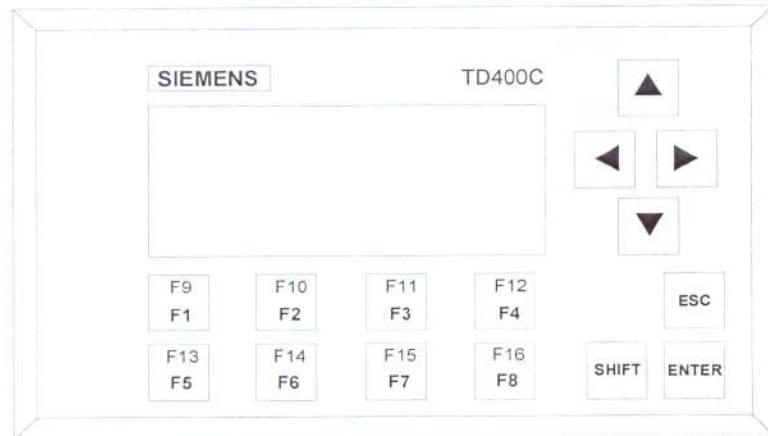 SIEMENS TD400C
F9 F10 F11 F12
F1 F2 F3 F4
ESC
F13 F14 F15 F16
F5 F6 F7 F8
SHIFT ENTER